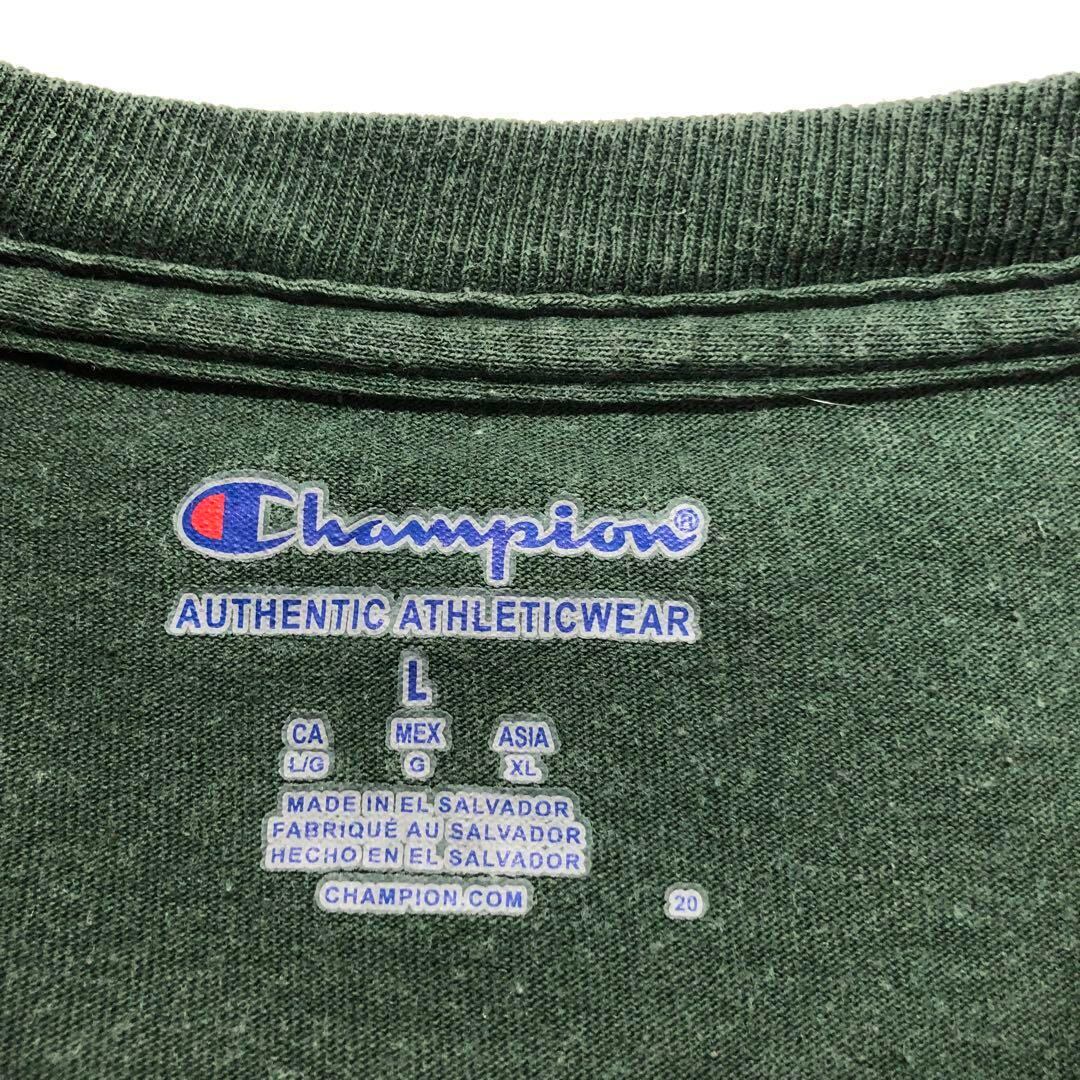 Champion®
AUTHENTIC ATHLETICWEAR
L
CA MEX ASIA
L/G G XL
MADE IN EL SALVADOR
FABRIQUÉ AU SALVADOR
HECHO EN EL SALVADOR
CHAMPION.COM 20